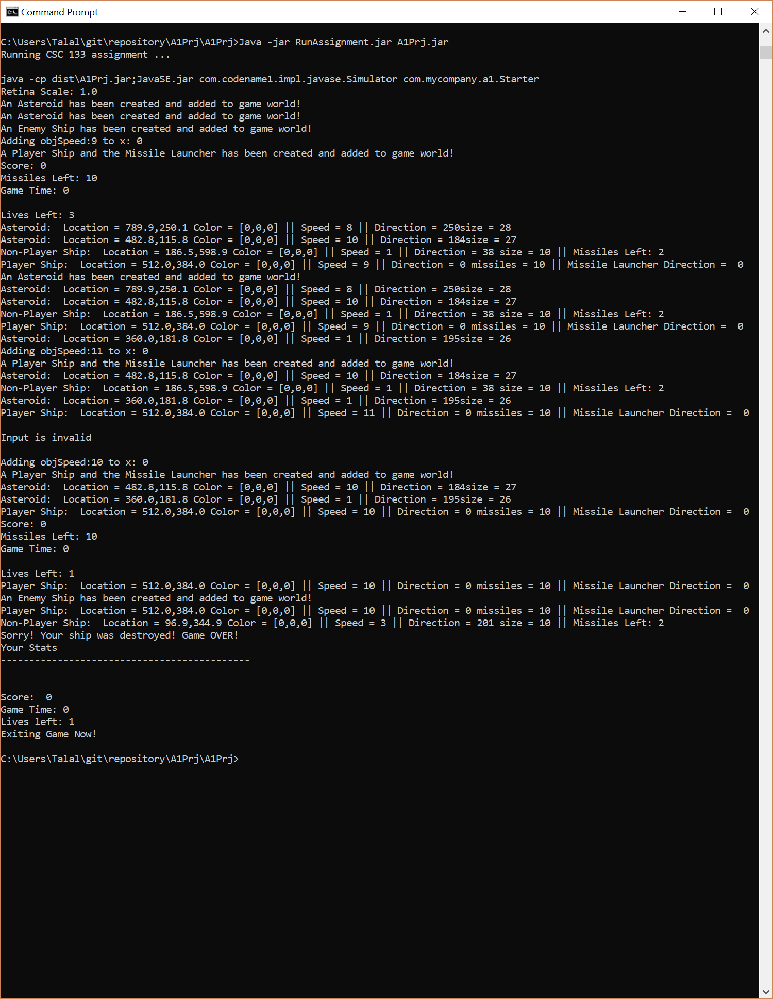 Command Prompt
C:\Users\Talal\git\repository\A1Prj\A1Prj>Java -jar RunAssignment.jar A1Prj.jar
Running CSC 133 assignment ...
java -cp dist\A1Prj.jar;JavaSE.jar com.codename1.impl.javase.Simulator com.mycompany.a1.Starter
Retina Scale: 1.0
An Asteroid has been created and added to game world!
An Asteroid has been created and added to game world!
An Enemy Ship has been created and added to game world!
Adding objSpeed:9 to x: 0
A Player Ship and the Missile Launcher has been created and added to game world!
Score: 0
Missiles Left: 10
Game Time: 0
Lives Left: 3
Asteroid:  Location = 789.9,250.1 Color = [0,0,0] || Speed = 8 || Direction = 250size = 28
Asteroid:  Location = 482.8,115.8 Color = [0,0,0] || Speed = 10 || Direction = 184size = 27
Non-Player Ship:  Location = 186.5,598.9 Color = [0,0,0] || Speed = 1 || Direction = 38 size = 10 || Missiles Left: 2
Player Ship:  Location = 512.0,384.0 Color = [0,0,0] || Speed = 9 || Direction = 0 missiles = 10 || Missile Launcher Direction =  0
An Asteroid has been created and added to game world!
Asteroid:  Location = 789.9,250.1 Color = [0,0,0] || Speed = 8 || Direction = 250size = 28
Asteroid:  Location = 482.8,115.8 Color = [0,0,0] || Speed = 10 || Direction = 184size = 27
Non-Player Ship:  Location = 186.5,598.9 Color = [0,0,0] || Speed = 1 || Direction = 38 size = 10 || Missiles Left: 2
Player Ship:  Location = 512.0,384.0 Color = [0,0,0] || Speed = 9 || Direction = 0 missiles = 10 || Missile Launcher Direction =  0
Asteroid:  Location = 360.0,181.8 Color = [0,0,0] || Speed = 1 || Direction = 195size = 26
Adding objSpeed:11 to x: 0
A Player Ship and the Missile Launcher has been created and added to game world!
Asteroid:  Location = 482.8,115.8 Color = [0,0,0] || Speed = 10 || Direction = 184size = 27
Non-Player Ship:  Location = 186.5,598.9 Color = [0,0,0] || Speed = 1 || Direction = 38 size = 10 || Missiles Left: 2
Asteroid:  Location = 360.0,181.8 Color = [0,0,0] || Speed = 1 || Direction = 195size = 26
Player Ship:  Location = 512.0,384.0 Color = [0,0,0] || Speed = 11 || Direction = 0 missiles = 10 || Missile Launcher Direction =  0
Input is invalid
Adding objSpeed:10 to x: 0
A Player Ship and the Missile Launcher has been created and added to game world!
Asteroid:  Location = 482.8,115.8 Color = [0,0,0] || Speed = 10 || Direction = 184size = 27
Asteroid:  Location = 360.0,181.8 Color = [0,0,0] || Speed = 1 || Direction = 195size = 26
Player Ship:  Location = 512.0,384.0 Color = [0,0,0] || Speed = 10 || Direction = 0 missiles = 10 || Missile Launcher Direction =  0
Score: 0
Missiles Left: 10
Game Time: 0
Lives Left: 1
Player Ship:  Location = 512.0,384.0 Color = [0,0,0] || Speed = 10 || Direction = 0 missiles = 10 || Missile Launcher Direction =  0
An Enemy Ship has been created and added to game world!
Player Ship:  Location = 512.0,384.0 Color = [0,0,0] || Speed = 10 || Direction = 0 missiles = 10 || Missile Launcher Direction =  0
Non-Player Ship:  Location = 96.9,344.9 Color = [0,0,0] || Speed = 3 || Direction = 201 size = 10 || Missiles Left: 2
Sorry! Your ship was destroyed! Game OVER!
Your Stats
--------------------------------------------
Score:  0
Game Time: 0
Lives left: 1
Exiting Game Now!
C:\Users\Talal\git\repository\A1Prj\A1Prj>